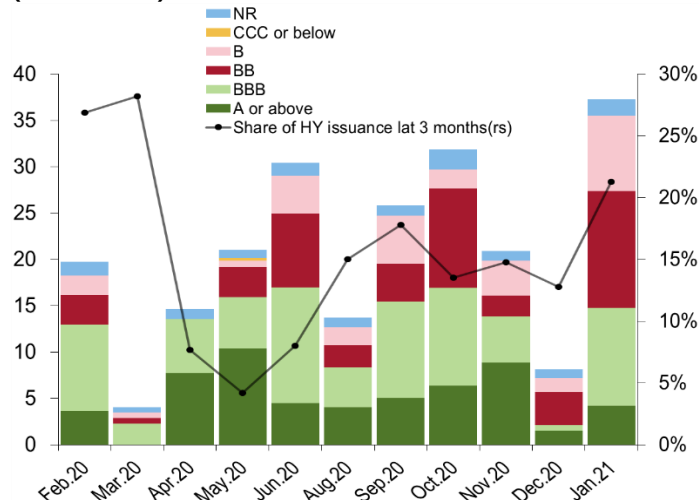 NR
CCC or below
B
BB
BBB
A or above
Share of HY issuance lat 3 months(rs)
40
35
30
25
20
15
10
5
0
30%
25%
20%
15%
10%
5%
0%
Feb.20 Mar.20 Apr.20 May.20 Jun.20 Aug.20 Sep.20 Oct.20 Nov.20 Dec.20 Jan.21